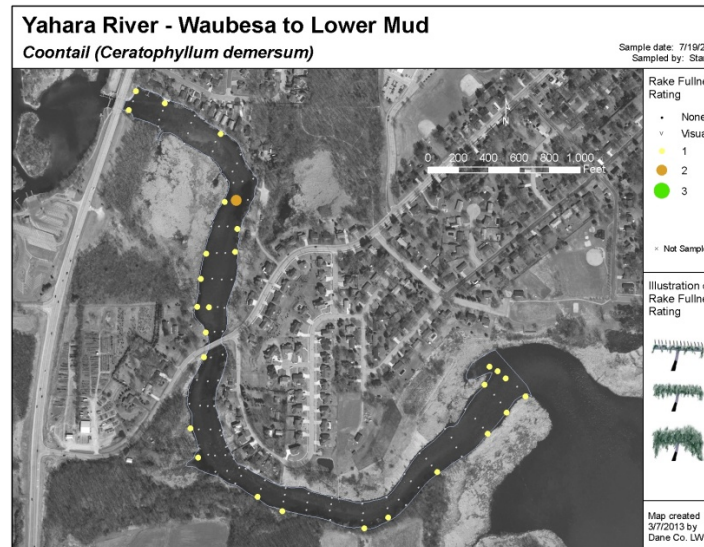 Yahara River - Waubesa to Lower Mud
Coontail (Ceratophyllum demersum)
Sample date: 7/19/2
Sampled by: Star
Rake Fullne
Rating
None
Visua
1
2
3
Not Sample
0 200 400 600 800 1,000
Feet
Illustration o
Rake Fullne
Rating
Map created
3/7/2013 by
Dane Co. LW